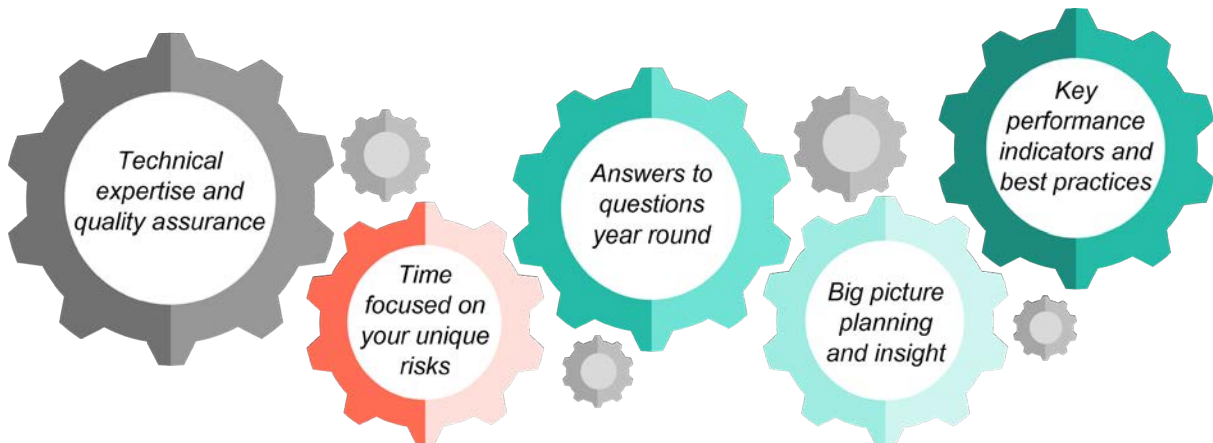 Technical
expertise and
quality assurance
Time
focused on
your unique
risks
Answers to
questions
year round
Big picture
planning
and insight
Key
performance
indicators and
best practices